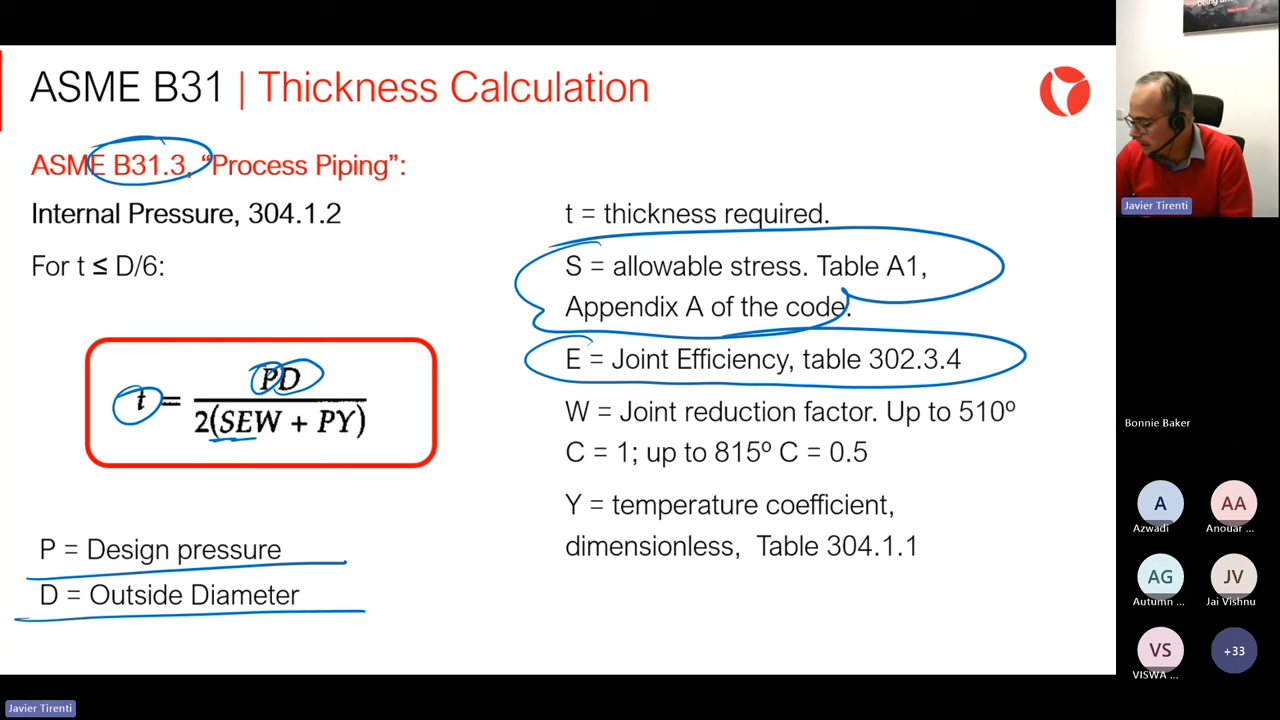 ASME B31 | Thickness Calculation
ASME B31.3, “Process Piping”:
Internal Pressure, 304.1.2
For t ≤ D/6:
t = PD
2(SEW + PY)
P = Design pressure
D = Outside Diameter
t = thickness required.
S = allowable stress. Table A1,
Appendix A of the code.
E = Joint Efficiency, table 302.3.4
W = Joint reduction factor. Up to 510º
C = 1; up to 815º C = 0.5
Y = temperature coefficient,
dimensionless, Table 304.1.1
Javier Tirenti
Bonnie Baker
A
AA
Azwadi
Anouar ...
AG
JV
Autumn ...
Jai Vishnu
VS
+33
VISWA ...
Javier Tirenti